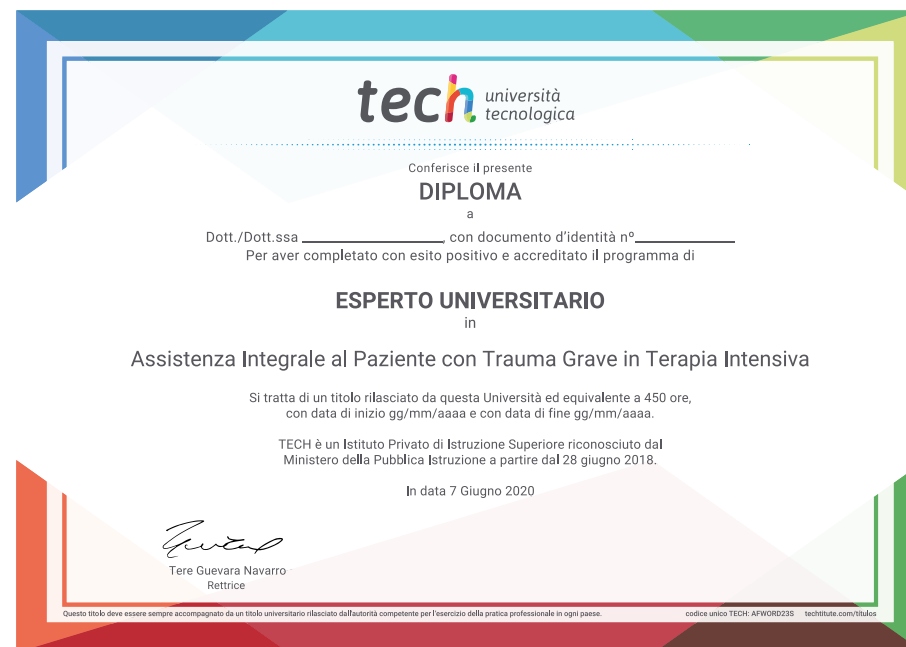 tech università
tecnologica
Conferisce il presente
DIPLOMA
a
Dott./Dott.ssa ____________________, con documento d'identità nº______________
Per aver completato con esito positivo e accreditato il programma di
ESPERTO UNIVERSITARIO
in
Assistenza Integrale al Paziente con Trauma Grave in Terapia Intensiva
Si tratta di un titolo rilasciato da questa Università ed equivalente a 450 ore,
con data di inizio gg/mm/aaaa e con data di fine gg/mm/aaaa.
TECH è un Istituto Privato di Istruzione Superiore riconosciuto dal
Ministero della Pubblica Istruzione a partire dal 28 giugno 2018.
In data 7 Giugno 2020
Tere Guevara Navarro
Rettrice
Questo titolo deve essere sempre accompagnato da un titolo universitario rilasciato dall'autorità competente per l'esercizio della pratica professionale in ogni paese. codice unico TECH: AFWORD23S techtitute.com/titulos